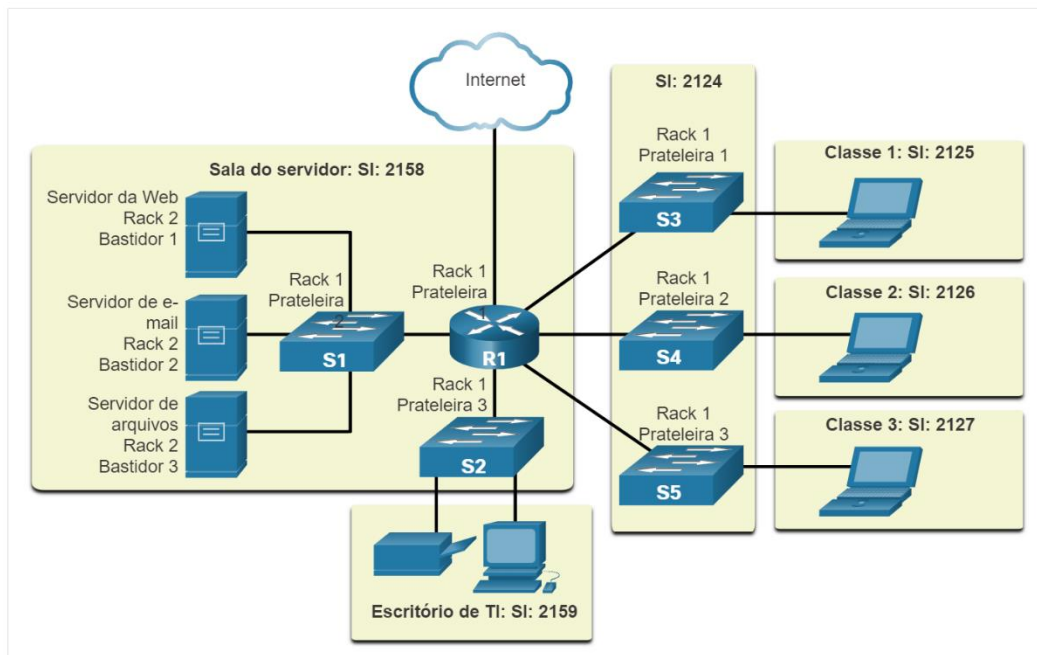 Internet
SI: 2124
Rack 1
Prateleira 1
S3
Classe 1: SI: 2125
Sala do servidor: SI: 2158
Servidor da Web
Rack 2
Bastidor 1
Rack 1
Prateleira
2
S1
Rack 1
Prateleira
1
R1
Servidor de e-
mail
Rack 2
Bastidor 2
Rack 1
Prateleira 2
S4
Classe 2: SI: 2126
Servidor de
arquivos
Rack 2
Bastidor 3
Rack 1
Prateleira 3
S2
Rack 1
Prateleira 3
S5
Classe 3: SI: 2127
Escritório de TI: SI: 2159